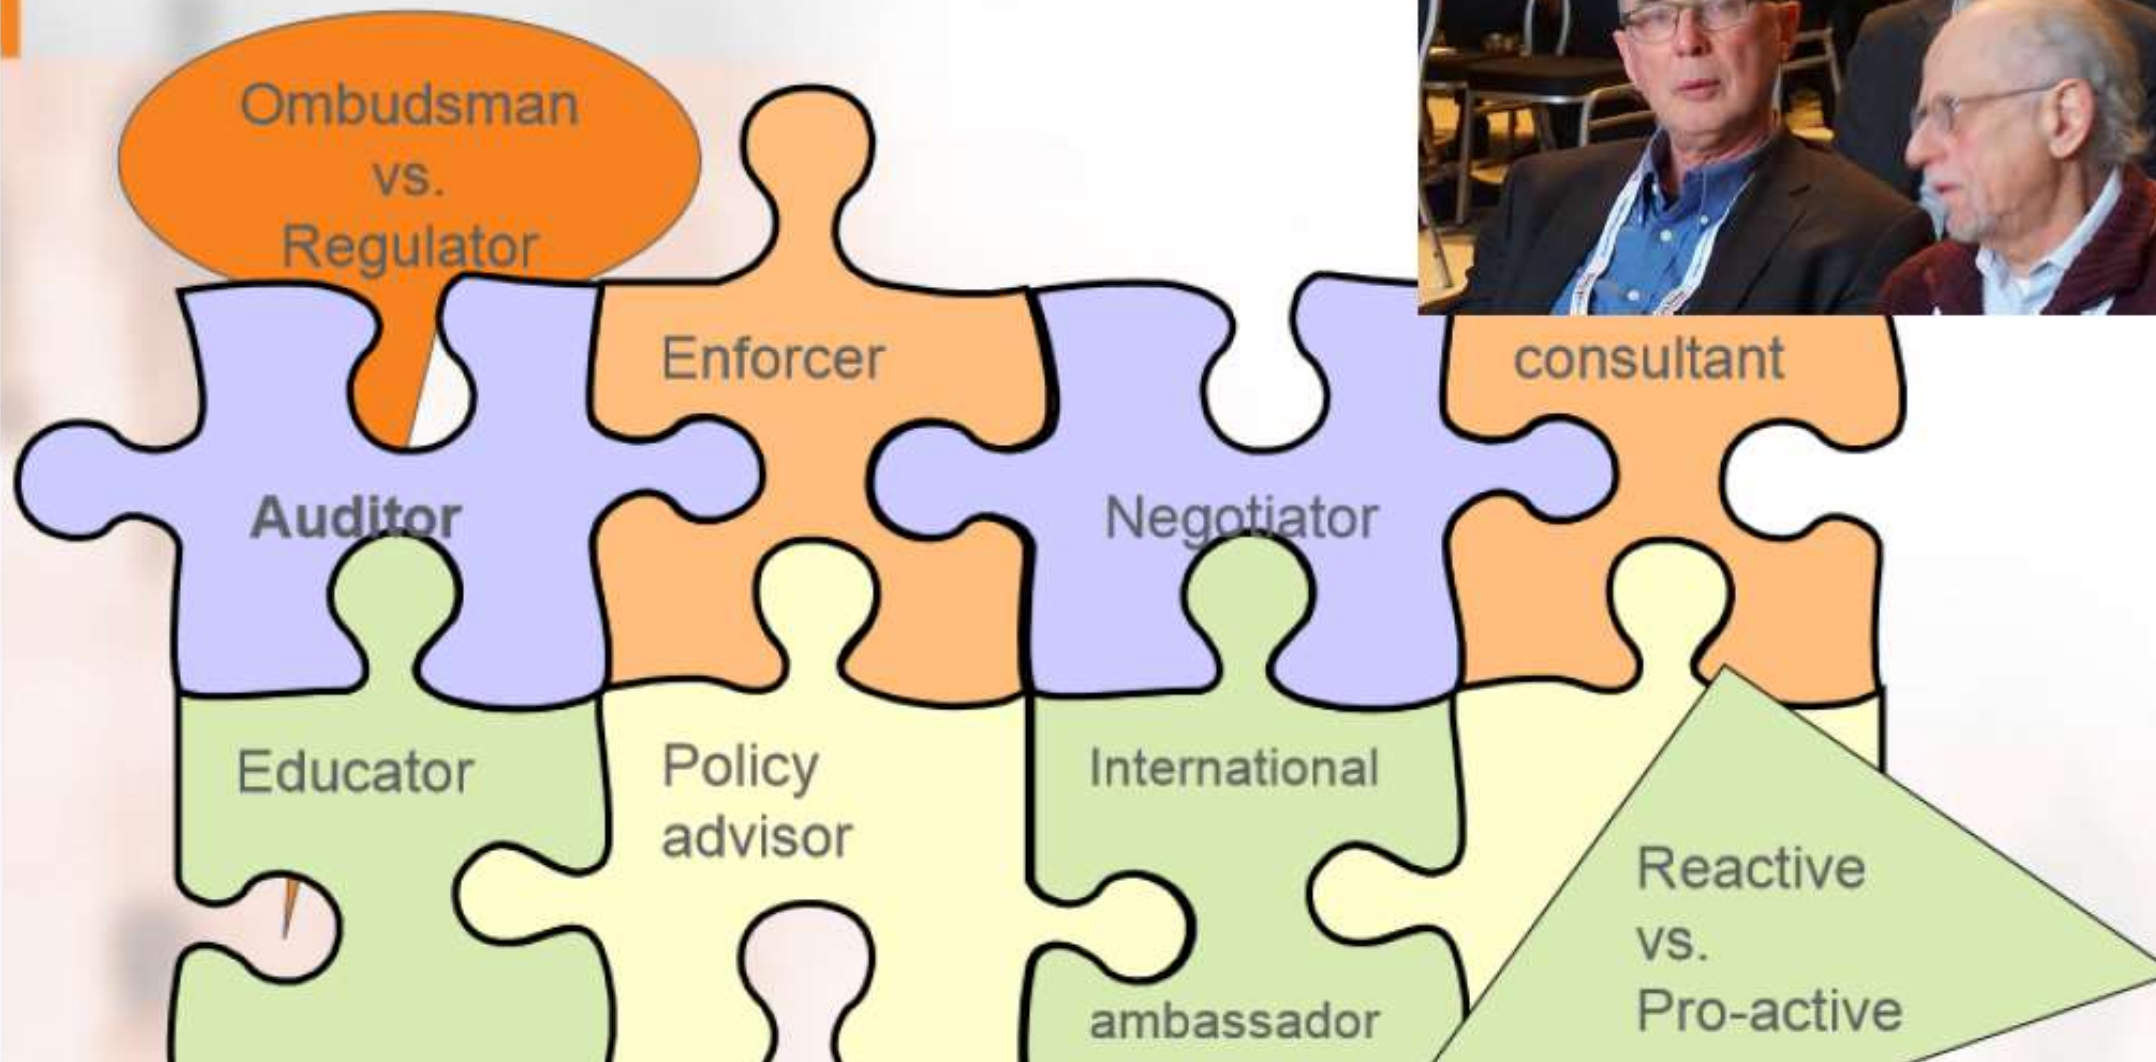 Ombudsman
vs.
Regulator
Enforcer
consultant
Auditor
Negotiator
Educator
Policy
advisor
International
ambassador
Reactive
vs.
Pro-active